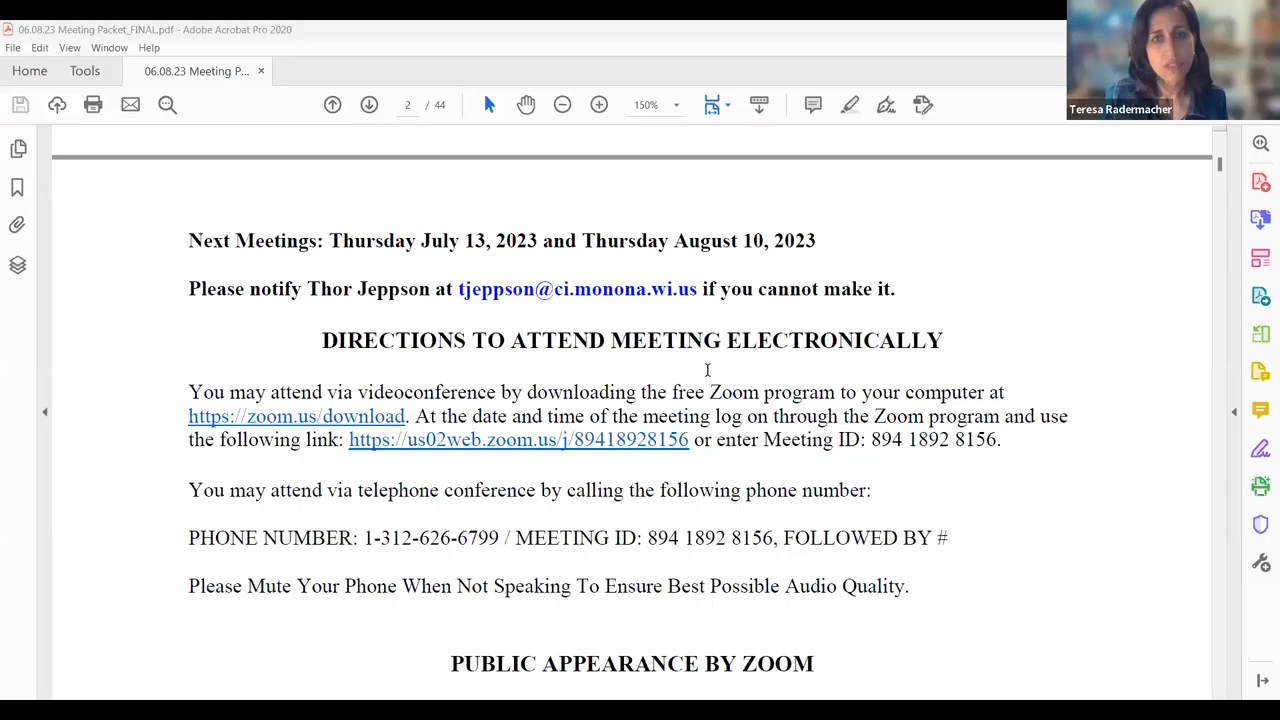 06.08.23 Meeting Packet_FINAL.pdf - Adobe Acrobat Pro 2020
File Edit View Window Help
Home Tools 06.08.23 Meeting P... ×
2 / 44 150%
Teresa Radermacher
Next Meetings: Thursday July 13, 2023 and Thursday August 10, 2023
Please notify Thor Jeppson at tjeppson@ci.monona.wi.us if you cannot make it.
DIRECTIONS TO ATTEND MEETING ELECTRONICALLY
You may attend via videoconference by downloading the free Zoom program to your computer at
https://zoom.us/download. At the date and time of the meeting log on through the Zoom program and use
the following link: https://us02web.zoom.us/j/89418928156 or enter Meeting ID: 894 1892 8156.
You may attend via telephone conference by calling the following phone number:
PHONE NUMBER: 1-312-626-6799 / MEETING ID: 894 1892 8156, FOLLOWED BY #
Please Mute Your Phone When Not Speaking To Ensure Best Possible Audio Quality.
PUBLIC APPEARANCE BY ZOOM